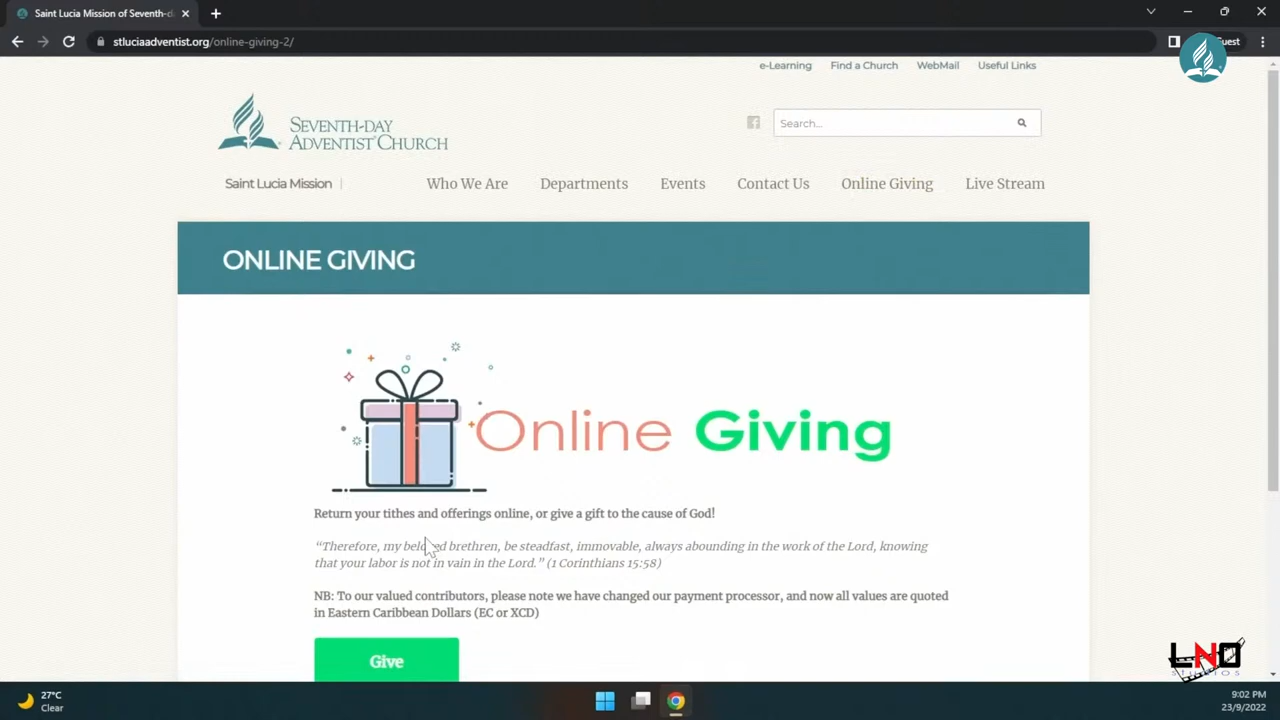 Saint Lucia Mission of Seventh-d
stluciaadventist.org/online-giving-2/
uest
e-Learning Find a Church WebMail Useful Links
SEVENTH-DAY
ADVENTIST CHURCH
Search...
Saint Lucia Mission
Who We Are Departments Events Contact Us Online Giving Live Stream
ONLINE GIVING
Online Giving
Return your tithes and offerings online, or give a gift to the cause of God!
“Therefore, my beloved brethren, be steadfast, immovable, always abounding in the work of the Lord, knowing
that your labor is not in vain in the Lord.” (1 Corinthians 15:58)
NB: To our valued contributors, please note we have changed our payment processor, and now all values are quoted
in Eastern Caribbean Dollars (EC or XCD)
Give
LNO
STUDIOS
27°C
Clear
9:02 PM
23/9/2022